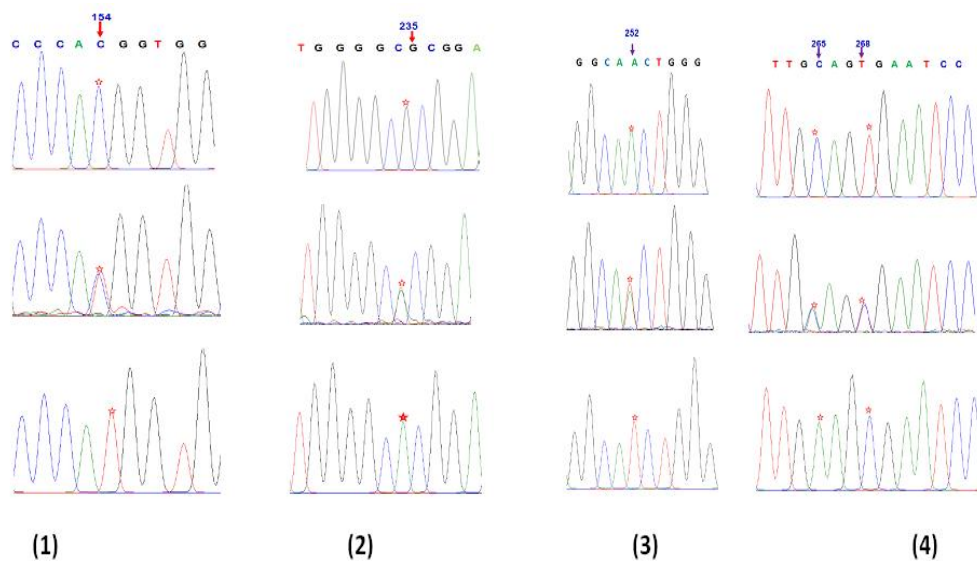 154
C C C A C G G T G G
235
T G G G G C G C G G A
252
G G C A A C T G G G
265 268
T T G C A G T G A A T C C
(1) (2) (3) (4)